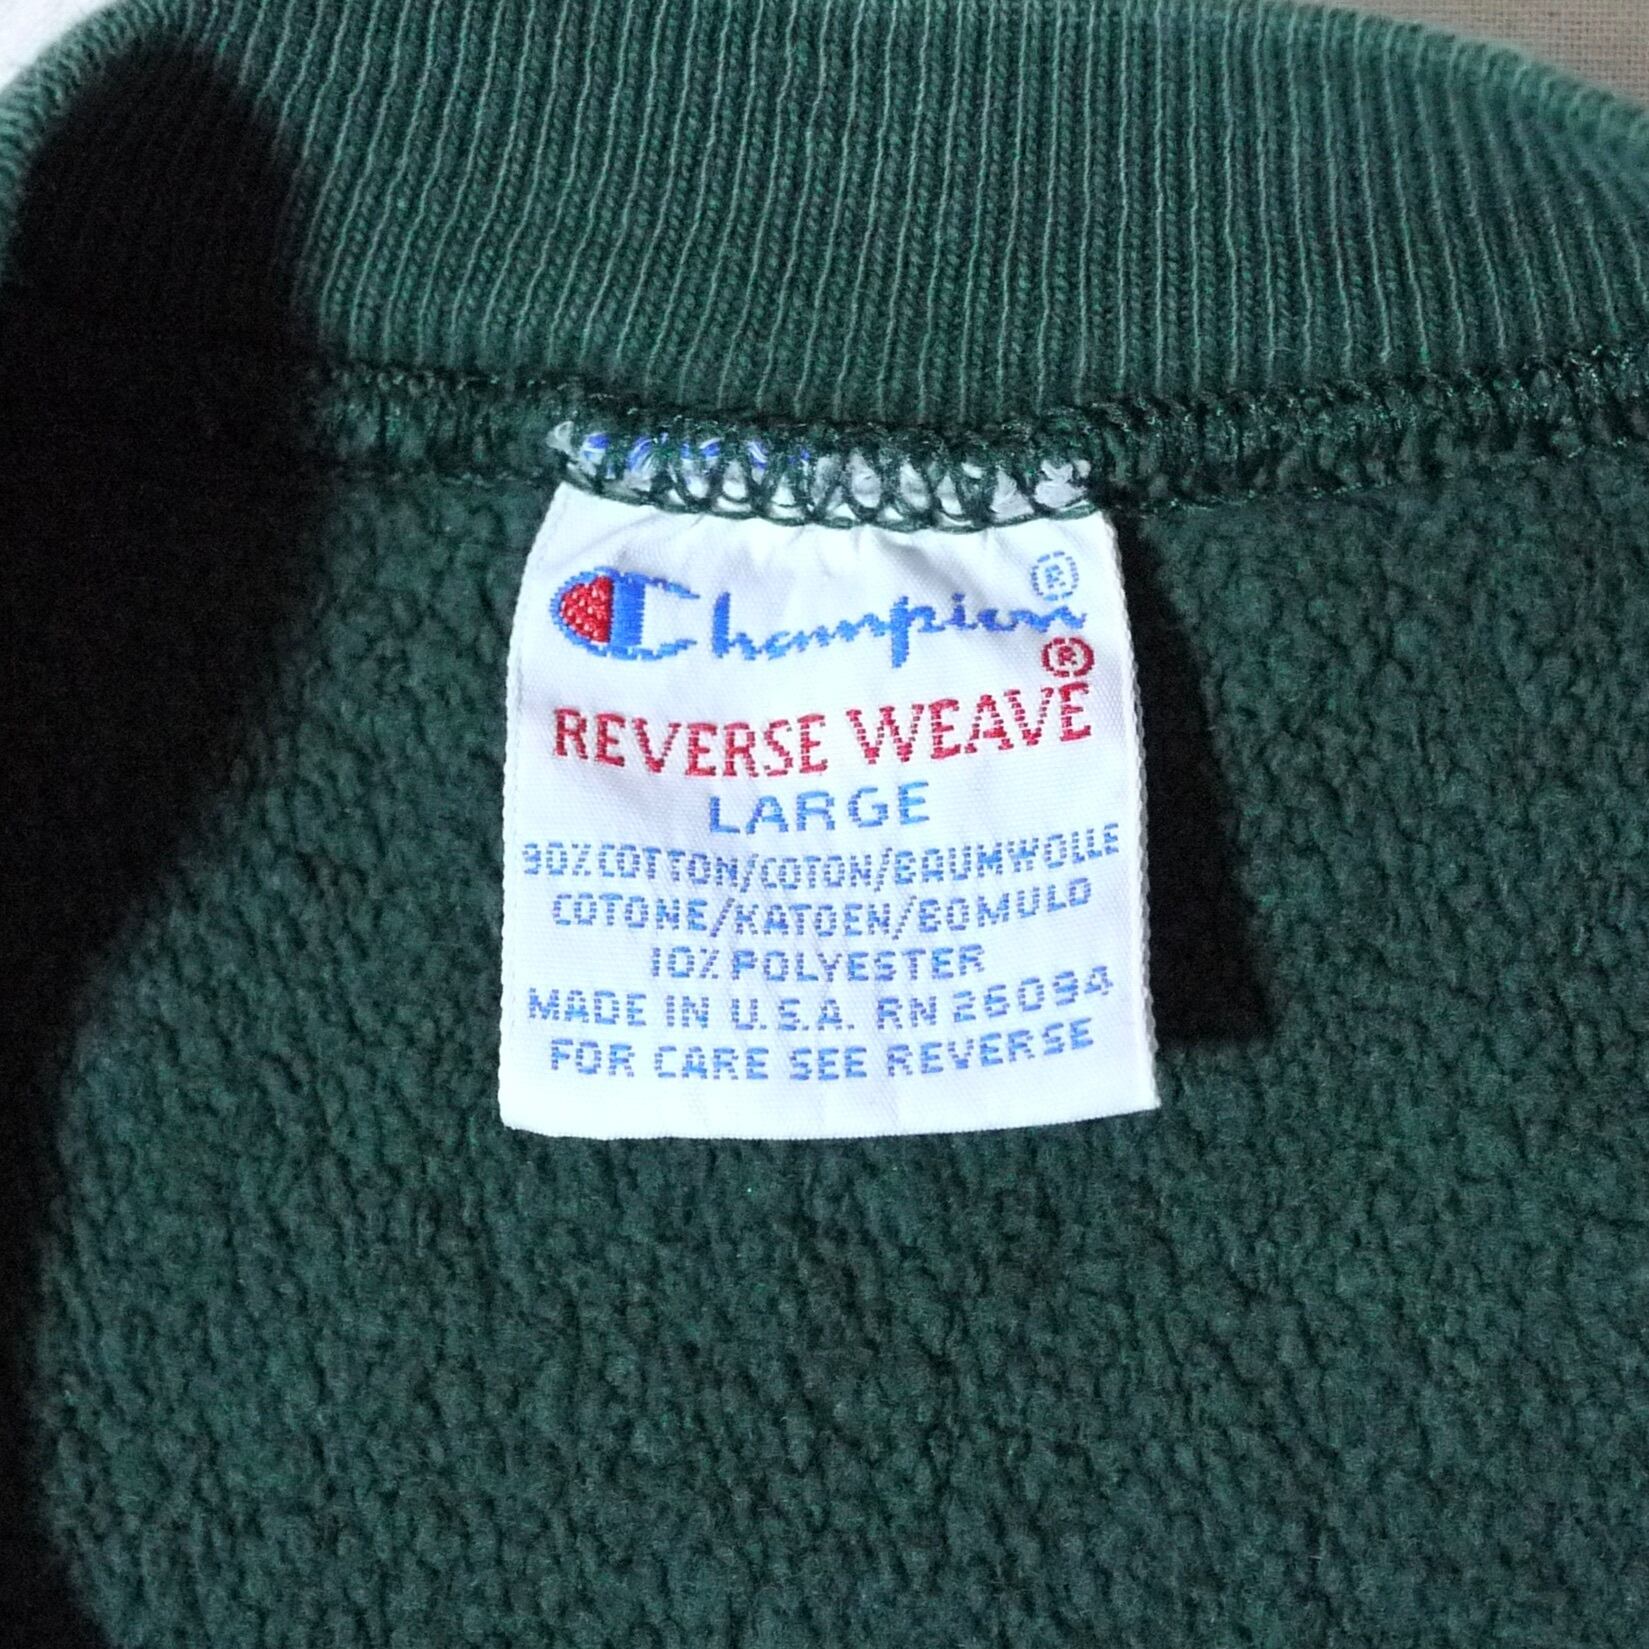 Champion®
REVERSE WEAVE®
LARGE
90% COTTON/COTON/BAUMWOLLE
COTONE/KATOEN/BOMULD
10% POLYESTER
MADE IN U.S.A. RN 26094
FOR CARE SEE REVERSE